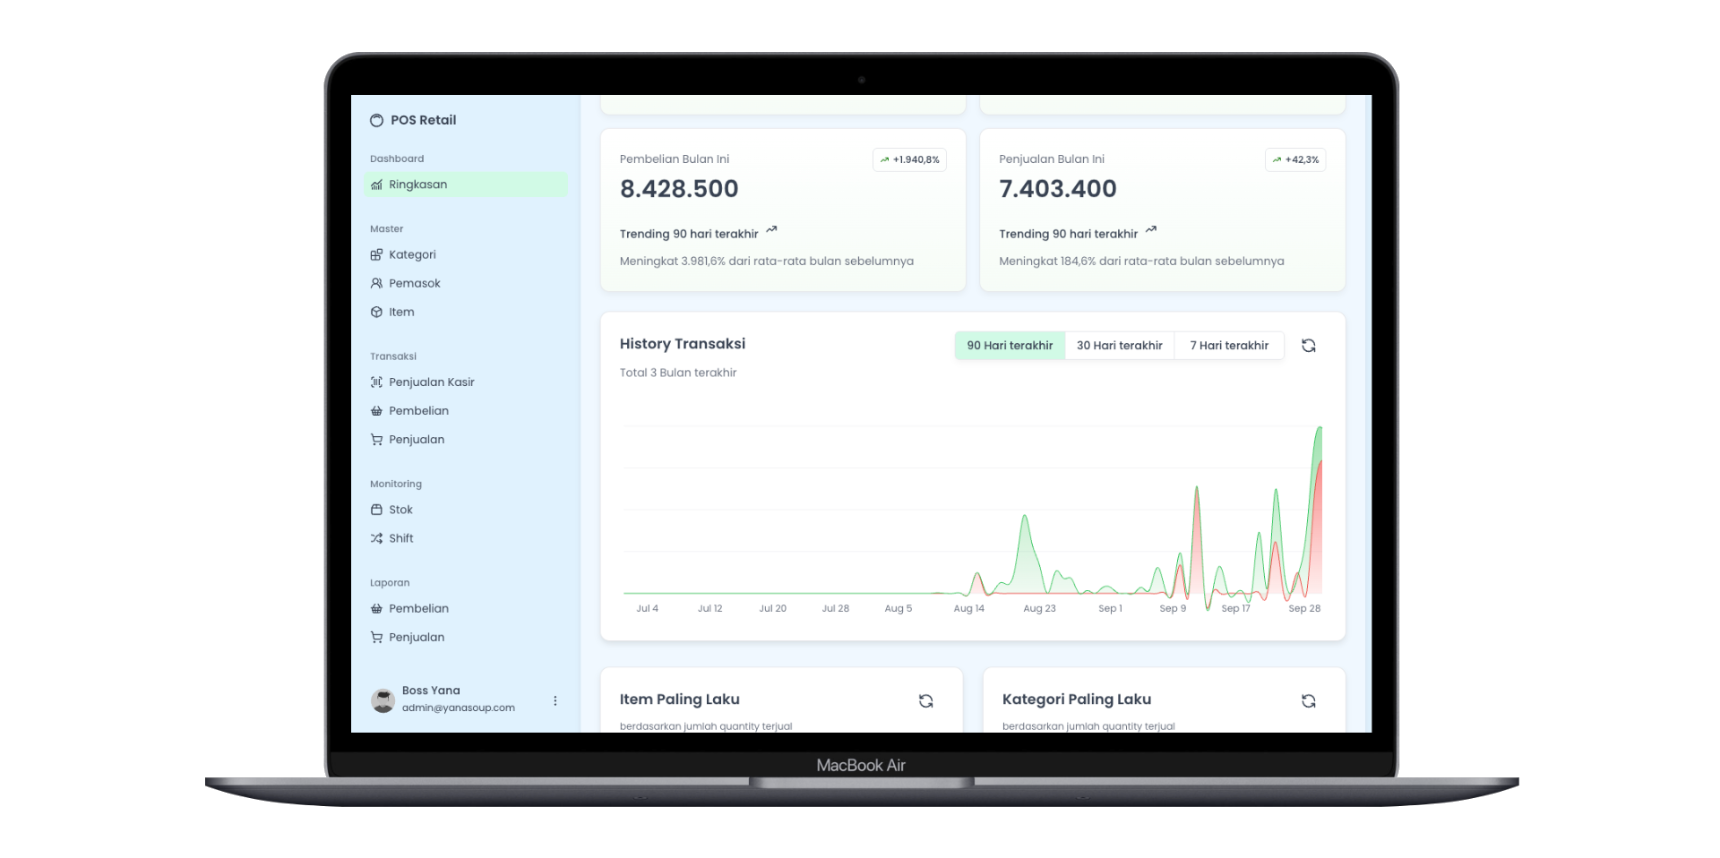 POS Retail
Dashboard
Ringkasan
Master
Kategori
Pemasok
Item
Transaksi
Penjualan Kasir
Pembelian
Penjualan
Monitoring
Stok
Shift
Laporan
Pembelian
Penjualan
Boss Yana
admin@yanasoup.com
Pembelian Bulan Ini
+1.940,8%
8.428.500
Trending 90 hari terakhir
Meningkat 3.981,6% dari rata-rata bulan sebelumnya
Penjualan Bulan Ini
+42,3%
7.403.400
Trending 90 hari terakhir
Meningkat 184,6% dari rata-rata bulan sebelumnya
History Transaksi
Total 3 Bulan terakhir
90 Hari terakhir
30 Hari terakhir
7 Hari terakhir
Jul 4 Jul 12 Jul 20 Jul 28 Aug 5 Aug 14 Aug 23 Sep 1 Sep 9 Sep 17 Sep 28
Item Paling Laku
berdasarkan jumlah quantity terjual
Kategori Paling Laku
berdasarkan jumlah quantity terjual
MacBook Air